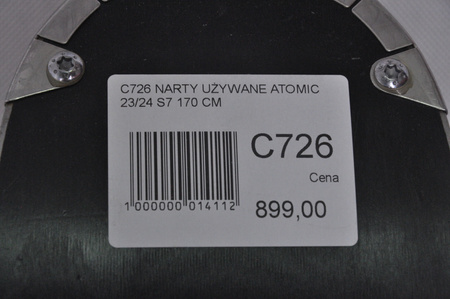 C726 NARTY UŻYWANE ATOMIC
23/24 S7 170 CM
C726
Cena
899,00
1 000000 014112